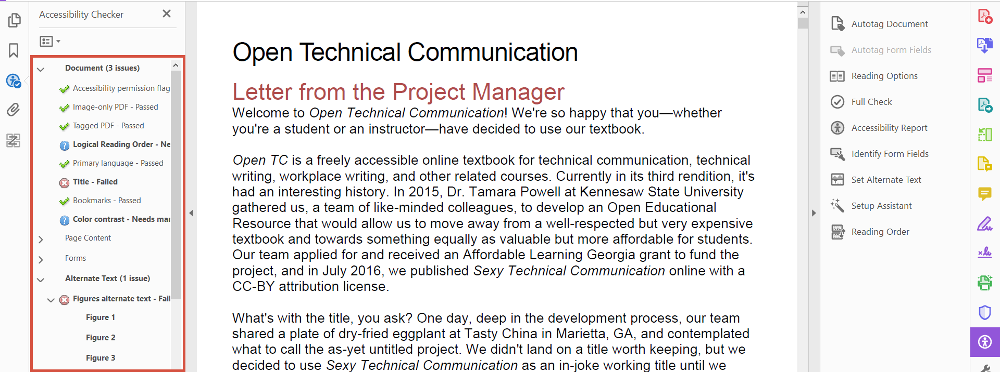 Accessibility Checker
Document (3 issues)
Accessibility permission flag
Image-only PDF - Passed
Tagged PDF - Passed
Logical Reading Order - Ne
Primary language - Passed
Title - Failed
Bookmarks - Passed
Color contrast - Needs mar
Page Content
Forms
Alternate Text (1 issue)
Figures alternate text - Fail
Figure 1
Figure 2
Figure 3
Open Technical Communication
Letter from the Project Manager
Welcome to Open Technical Communication! We're so happy that you—whether
you're a student or an instructor—have decided to use our textbook.
Open TC is a freely accessible online textbook for technical communication, technical
writing, workplace writing, and other related courses. Currently in its third rendition, it's
had an interesting history. In 2015, Dr. Tamara Powell at Kennesaw State University
gathered us, a team of like-minded colleagues, to develop an Open Educational
Resource that would allow us to move away from a well-respected but very expensive
textbook and towards something equally as valuable but more affordable for students.
Our team applied for and received an Affordable Learning Georgia grant to fund the
project, and in July 2016, we published Sexy Technical Communication online with a
CC-BY attribution license.
What's with the title, you ask? One day, deep in the development process, our team
shared a plate of dry-fried eggplant at Tasty China in Marietta, GA, and contemplated
what to call the as-yet untitled project. We didn't land on a title worth keeping, but we
decided to use Sexy Technical Communication as an in-joke working title until we
Autotag Document
Autotag Form Fields
Reading Options
Full Check
Accessibility Report
Identify Form Fields
Set Alternate Text
Setup Assistant
Reading Order